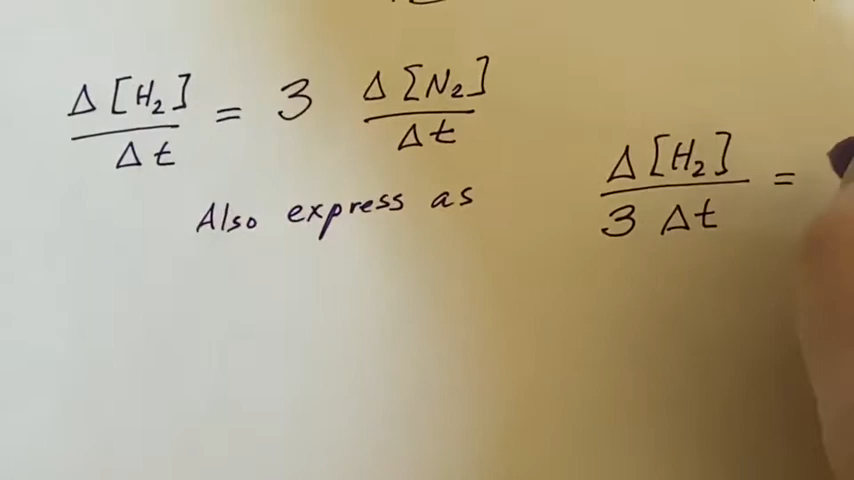 Δ[H₂]/Δt = 3 Δ[N₂]/Δt
Also express as
Δ[H₂]/3 Δt =